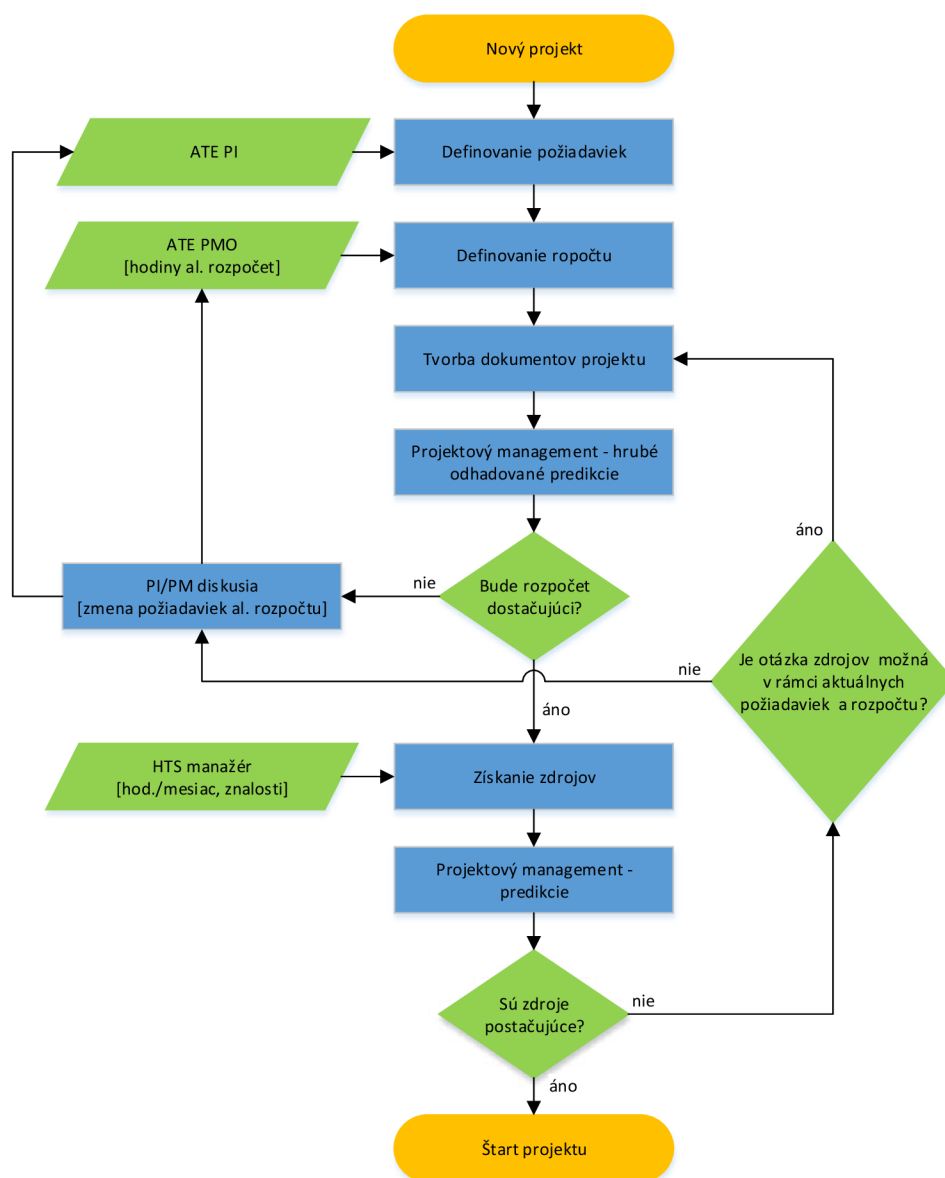 Nový projekt
ATE PI
Definovanie požiadaviek
ATE PMO
[hodiny al. rozpočet]
Definovanie ropočtu
Tvorba dokumentov projektu
Projektový management - hrubé
odhadované predikcie
áno
PI/PM diskusia
[zmena požiadaviek al. rozpočtu]
nie
Bude rozpočet
dostačujúci?
nie
Je otázka zdrojov možná
v rámci aktuálnych
požiadaviek a rozpočtu?
áno
HTS manažér
[hod./mesiac, znalosti]
Získanie zdrojov
Projektový management -
predikcie
Sú zdroje
postačujúce?
nie
áno
Štart projektu